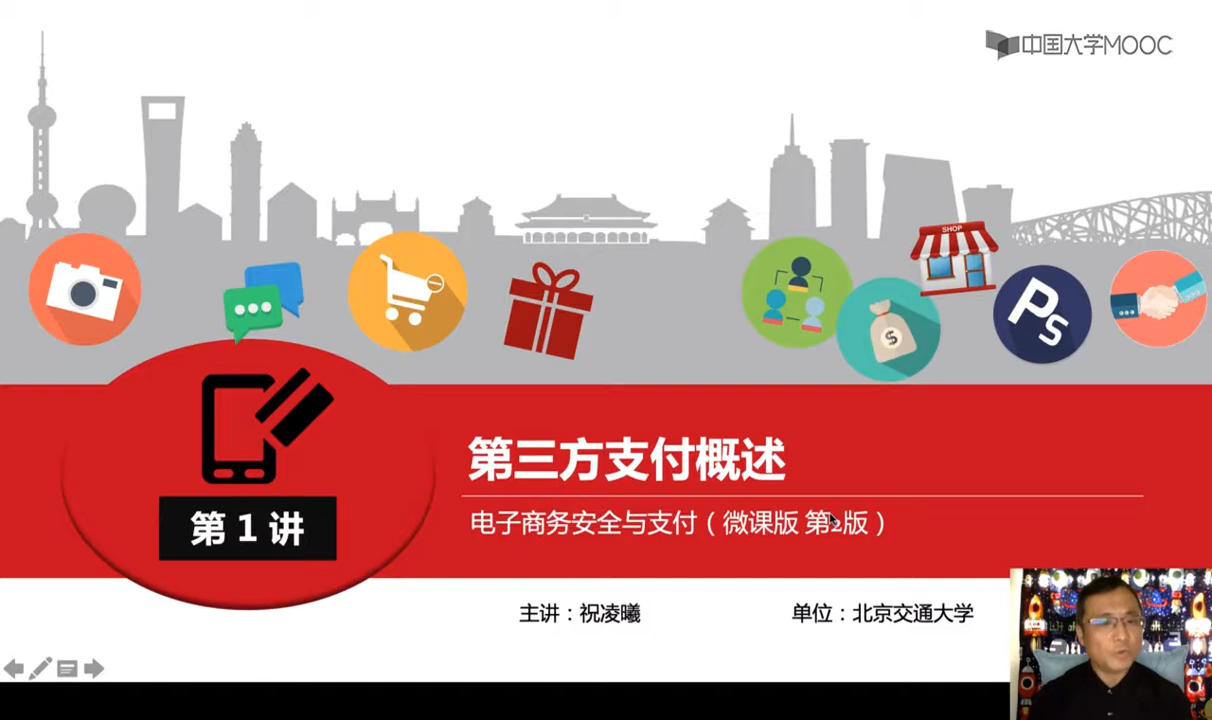 中国大学MOOC
SHOP
$
Ps
第三方支付概述
第1讲
电子商务安全与支付（微课版 第2版）
主讲：祝凌曦
单位：北京交通大学